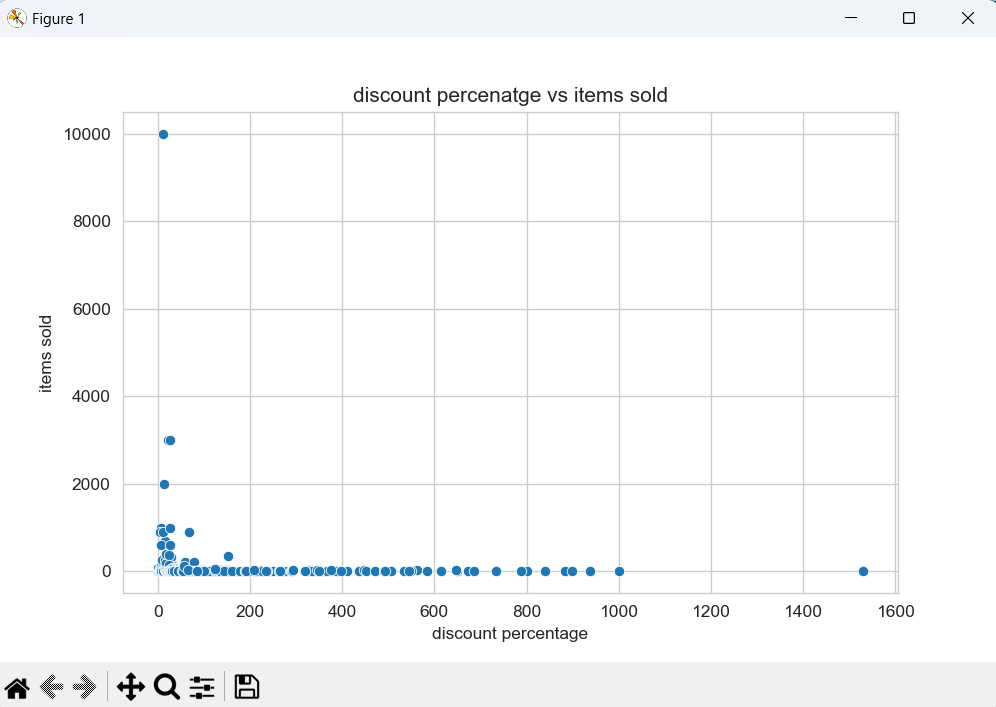 Figure 1
discount percenatge vs items sold
10000
8000
6000
4000
2000
0
items sold
0 200 400 600 800 1000 1200 1400 1600
discount percentage